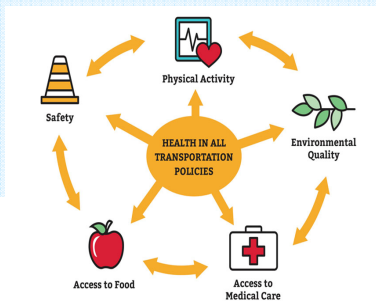 Physical Activity
Safety
Environmental
Quality
HEALTH IN ALL
TRANSPORTATION
POLICIES
Access to Food
Access to
Medical Care